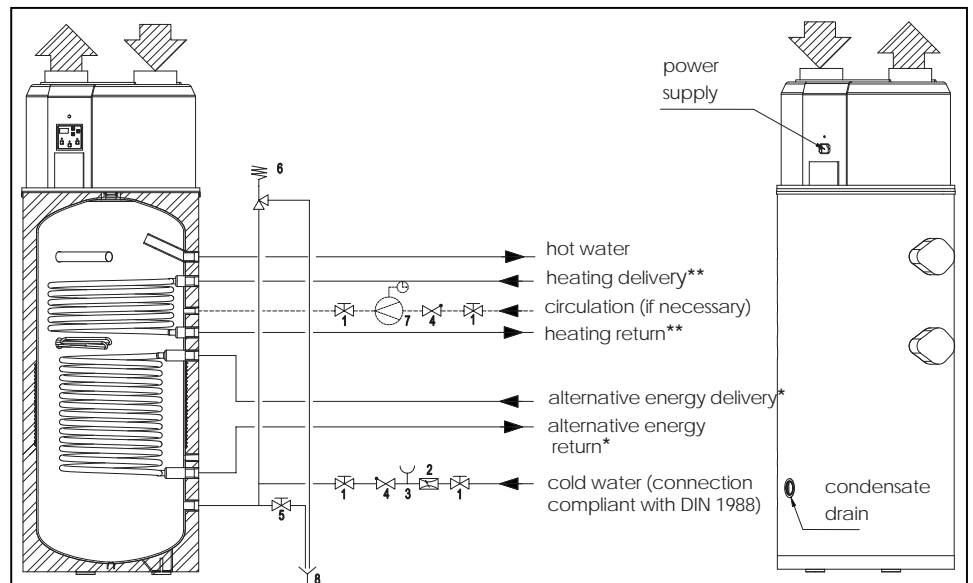 power
supply
6
hot water
heating delivery**
circulation (if necessary)
1
7
4
1
heating return**
alternative energy delivery*
alternative energy
return*
2
1
4
3
1
cold water (connection
compliant with DIN 1988)
5
8
condensate
drain